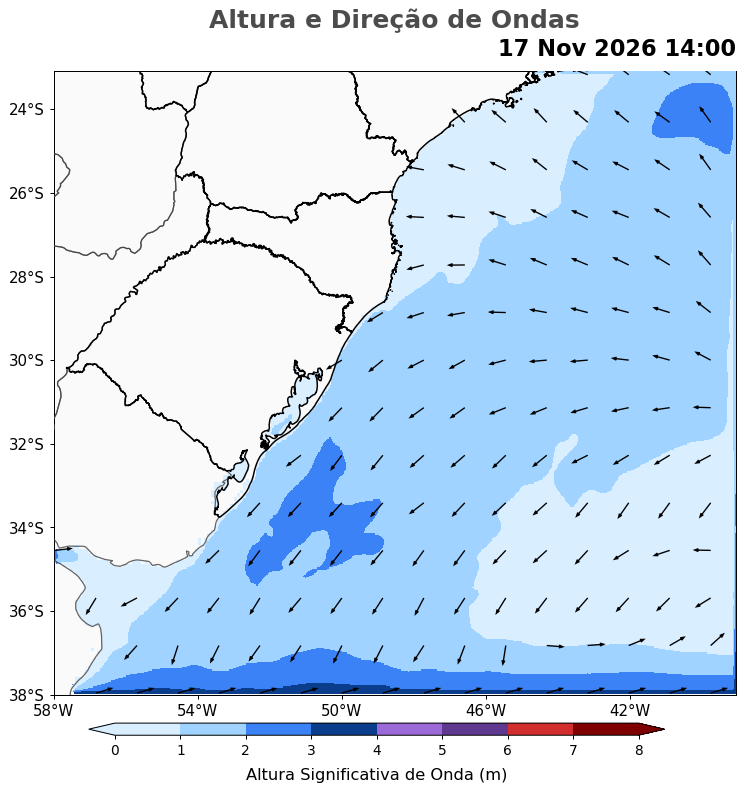 Altura e Direção de Ondas
17 Nov 2026 14:00
24°S
26°S
28°S
30°S
32°S
34°S
36°S
38°S
58°W 54°W 50°W 46°W 42°W
0 1 2 3 4 5 6 7 8
Altura Significativa de Onda (m)